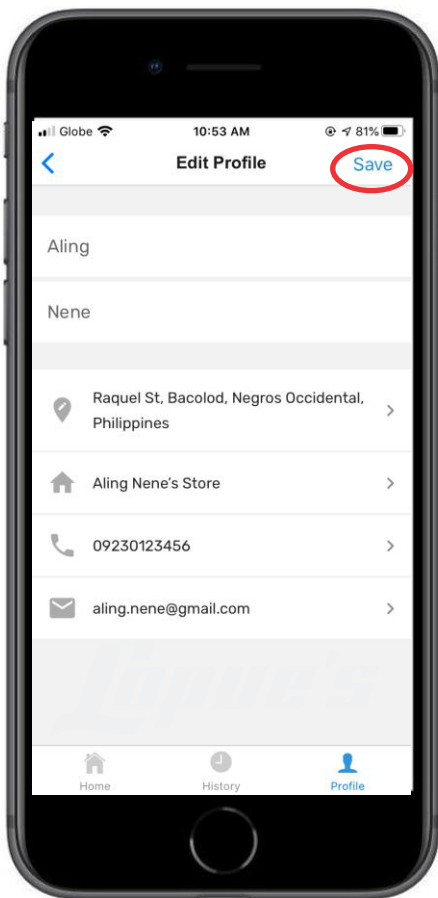 Globe 10:53 AM 81%
Edit Profile Save
Aling
Nene
Raquel St, Bacolod, Negros Occidental,
Philippines
Aling Nene's Store
09230123456
aling.nene@gmail.com
Lopue's
Home History Profile